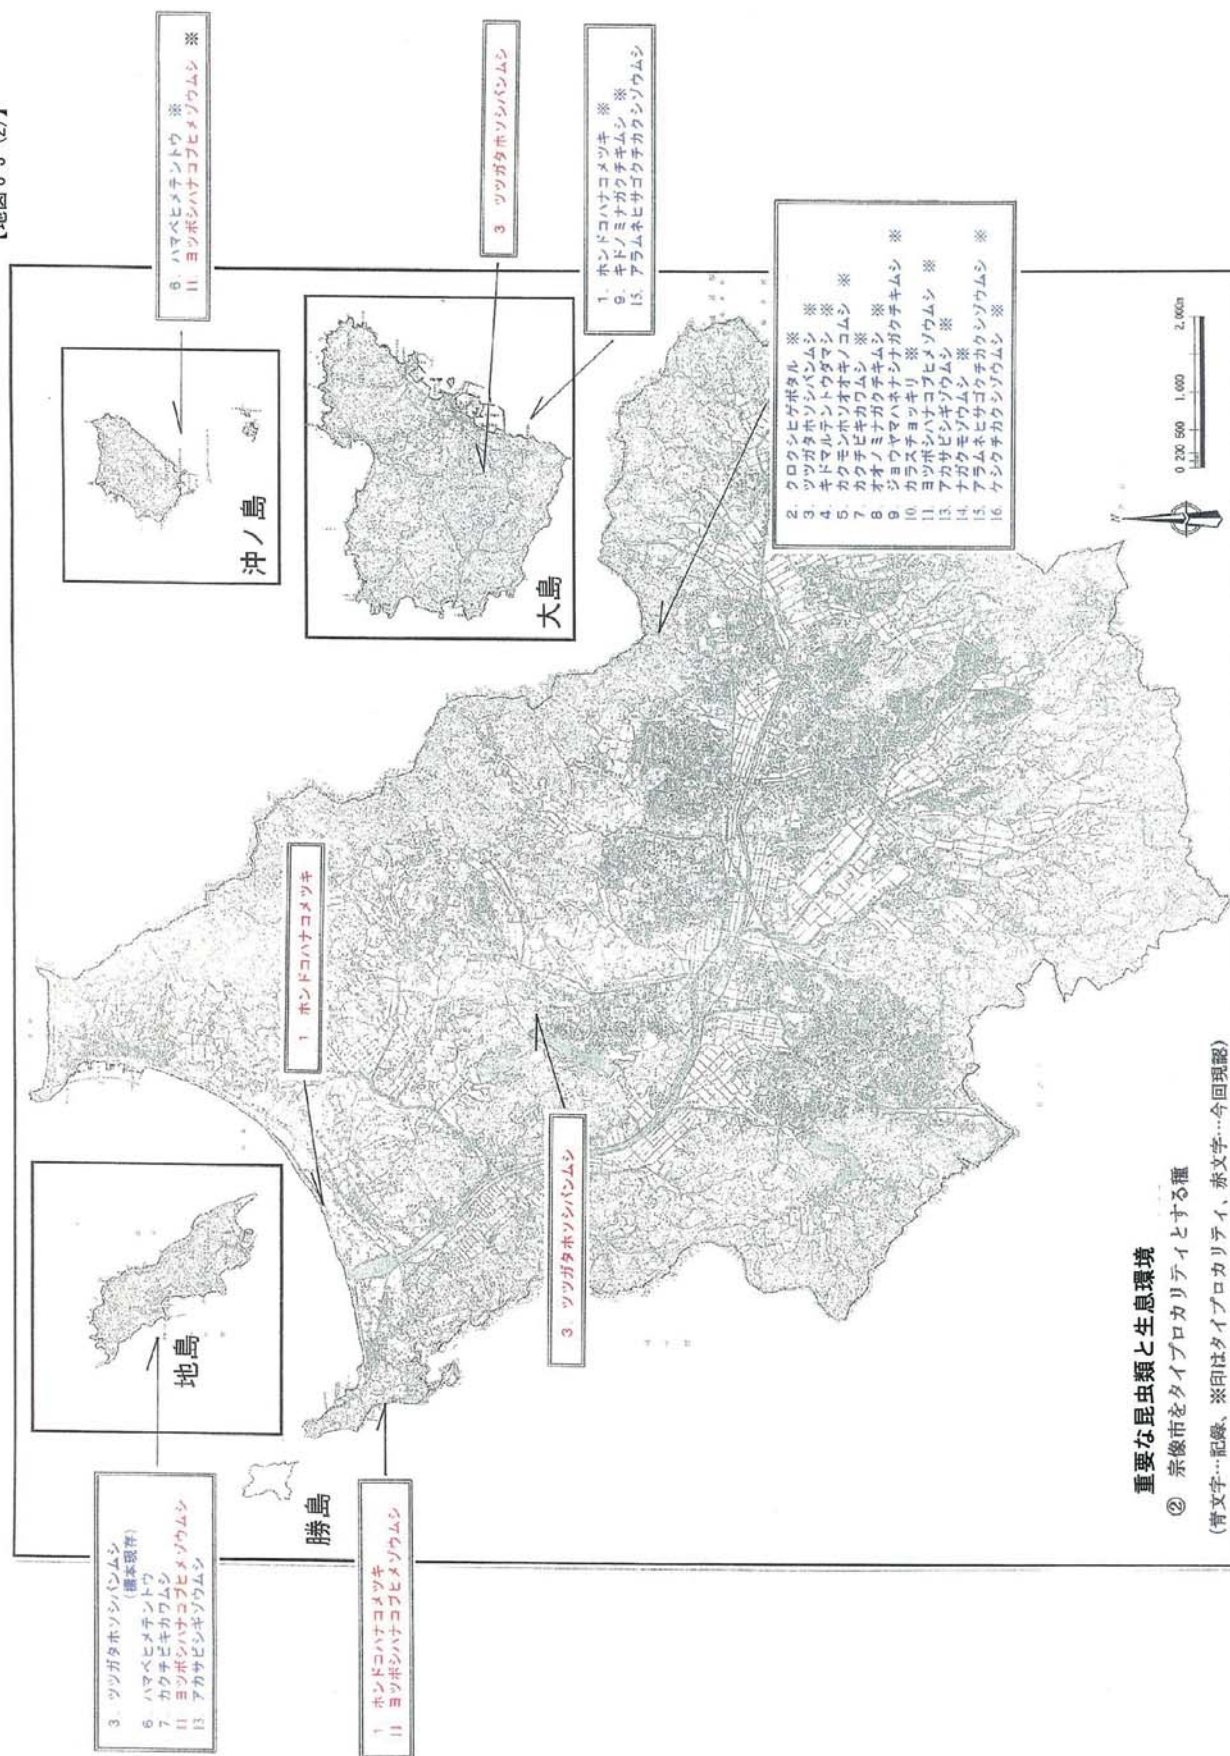 【地図6-3 (2)】
6. ハマベヒメテントウ ※
11. ヨツボシハナコブヒメゾウムシ ※
沖ノ島
3 ツツガタホソシバンムシ
大島
1. ホンドコハナコメツキ ※
9. キドノミナガクチキムシ ※
15. アラムネヒサゴクチカクシゾウムシ
2. クロクシヒゲボタル ※
3. ツツガタホソシバンムシ ※
4. キドマルテントウダマシ ※
5. カクモンホソオオキノコムシ ※
7. カクチビキカワムシ ※
8. オオノミナガクチキムシ ※
9. ジョウヤマハネナシナガクチキムシ ※
10. カラスチョッキリ ※
11. ヨツボシハナコブヒメゾウムシ ※
13. アカサビシギゾウムシ ※
14. ナガクモゾウムシ ※
15. アラムネヒサゴクチカクシゾウムシ ※
16. ケシクチカクシゾウムシ ※
1 ホンドコハナコメツキ
3. ツツガタホソシバンムシ
地島
3. ツツガタホソシバンムシ
(標本現存)
6. ハマベヒメテントウ
7. カクチビキカワムシ
11 ヨツボシハナコブヒメゾウムシ
13 アカサビシギゾウムシ
勝島
1 ホンドコハナコメツキ
11 ヨツボシハナコブヒメゾウムシ
N
0 200 500 1,000 2,000m
重要な昆虫類と生息環境
② 宗像市をタイプロカリティとする種
(青文字…記録、※印はタイプロカリティ、赤文字…今回現認)